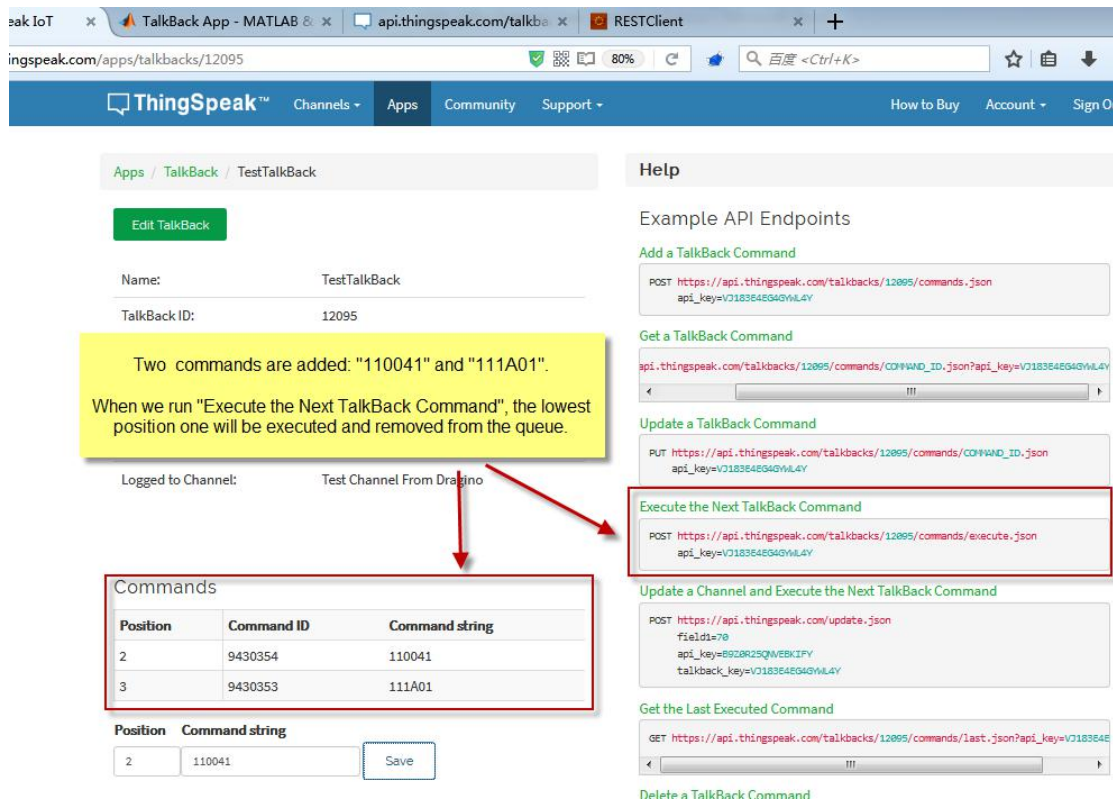 eak IoT
TalkBack App - MATLAB &
api.thingspeak.com/talkba
RESTClient
ingspeak.com/apps/talkbacks/12095
80%
百度 <Ctrl+K>
ThingSpeak™
Channels
Apps
Community
Support
How to Buy
Account
Sign O
Apps / TalkBack / TestTalkBack
Edit TalkBack
Name: TestTalkBack
TalkBack ID: 12095
Two commands are added: "110041" and "111A01".
When we run "Execute the Next TalkBack Command", the lowest
position one will be executed and removed from the queue.
Logged to Channel: Test Channel From Dragino
Commands
Position Command ID Command string
2 9430354 110041
3 9430353 111A01
Position Command string
2 110041 Save
Help
Example API Endpoints
Add a TalkBack Command
POST https://api.thingspeak.com/talkbacks/12095/commands.json
api_key=VJ183E4EG4GYWL4Y
Get a TalkBack Command
api.thingspeak.com/talkbacks/12095/commands/COMMAND_ID.json?api_key=VJ183E4EG4GYWL4Y
Update a TalkBack Command
PUT https://api.thingspeak.com/talkbacks/12095/commands/COMMAND_ID.json
api_key=VJ183E4EG4GYWL4Y
Execute the Next TalkBack Command
POST https://api.thingspeak.com/talkbacks/12095/commands/execute.json
api_key=VJ183E4EG4GYWL4Y
Update a Channel and Execute the Next TalkBack Command
POST https://api.thingspeak.com/update.json
field1=70
api_key=B9Z0R25QNVEBKIFY
talkback_key=VJ183E4EG4GYWL4Y
Get the Last Executed Command
GET https://api.thingspeak.com/talkbacks/12095/commands/last.json?api_key=VJ183E4E
Delete a TalkBack Command